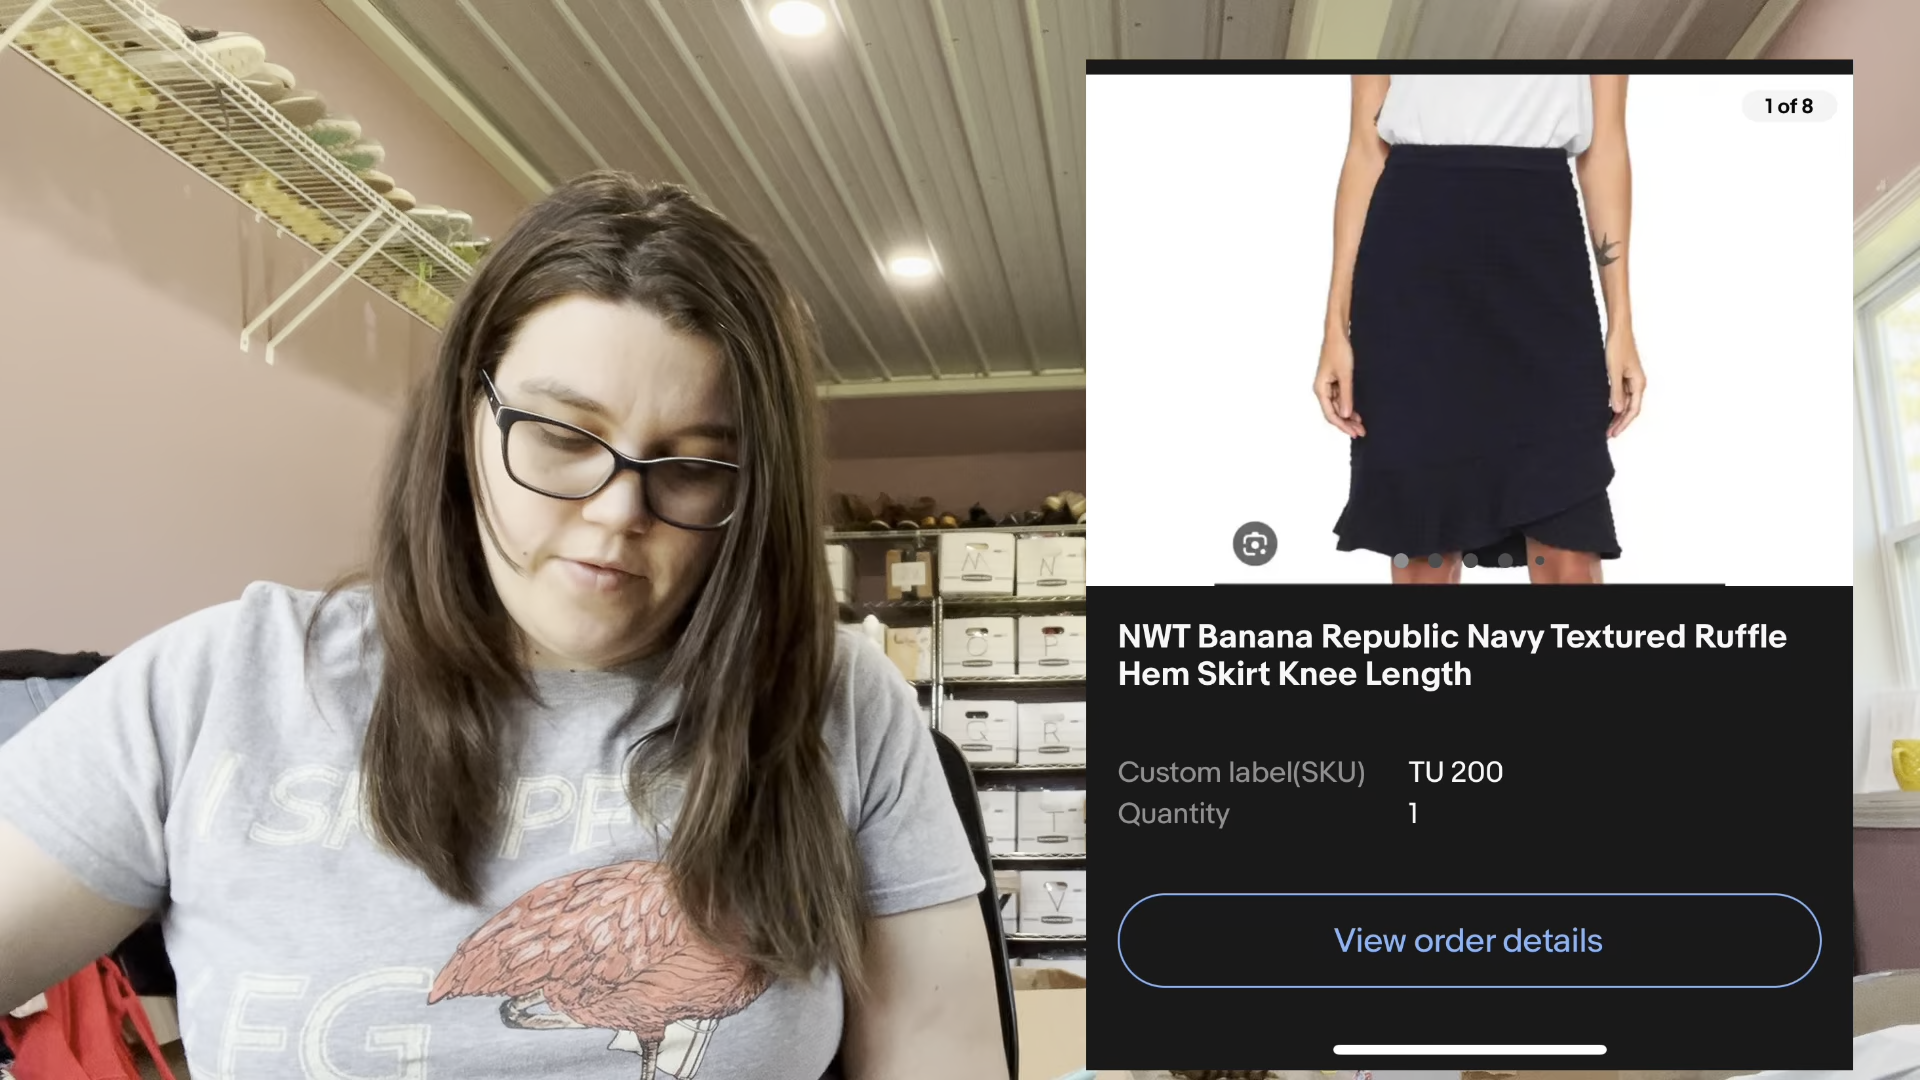 1 of 8
NWT Banana Republic Navy Textured Ruffle
Hem Skirt Knee Length
Custom label(SKU) TU 200
Quantity 1
View order details
M
N
O
P
Q
R
T
V
I